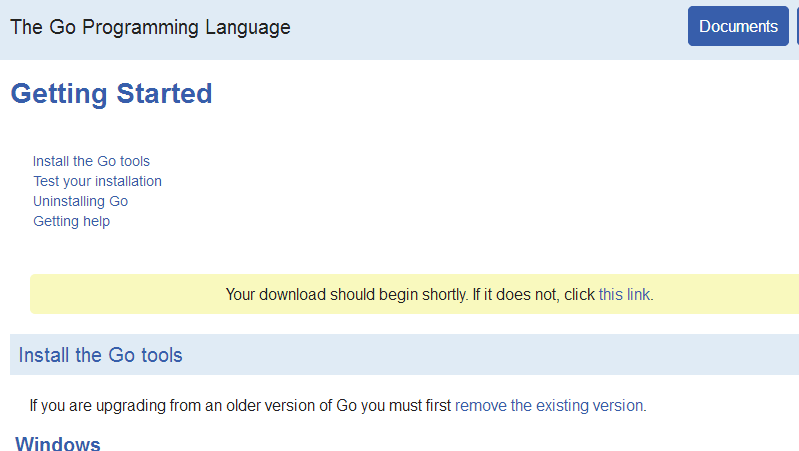 The Go Programming Language
Documents
Getting Started
Install the Go tools
Test your installation
Uninstalling Go
Getting help
Your download should begin shortly. If it does not, click this link.
Install the Go tools
If you are upgrading from an older version of Go you must first remove the existing version.
Windows